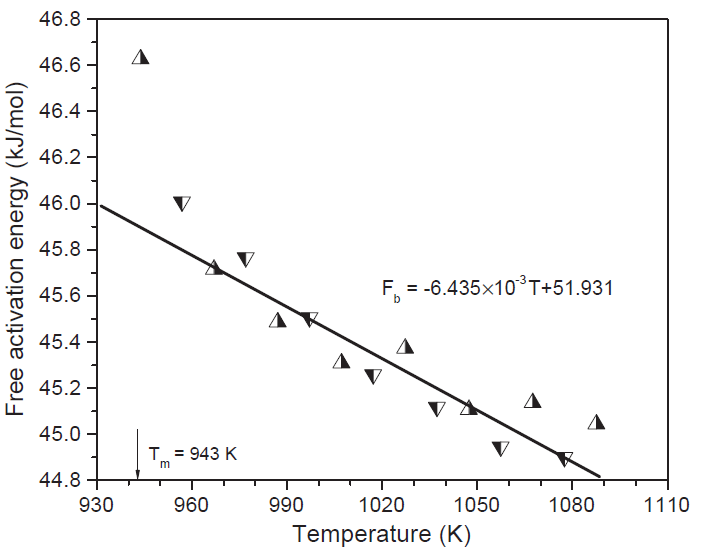 46.8
46.6
46.4
46.2
46.0
45.8
45.6
45.4
45.2
45.0
44.8
Free activation energy (kJ/mol)
F_b = -6.435×10^-3T+51.931
T_m = 943 K
930 960 990 1020 1050 1080 1110
Temperature (K)